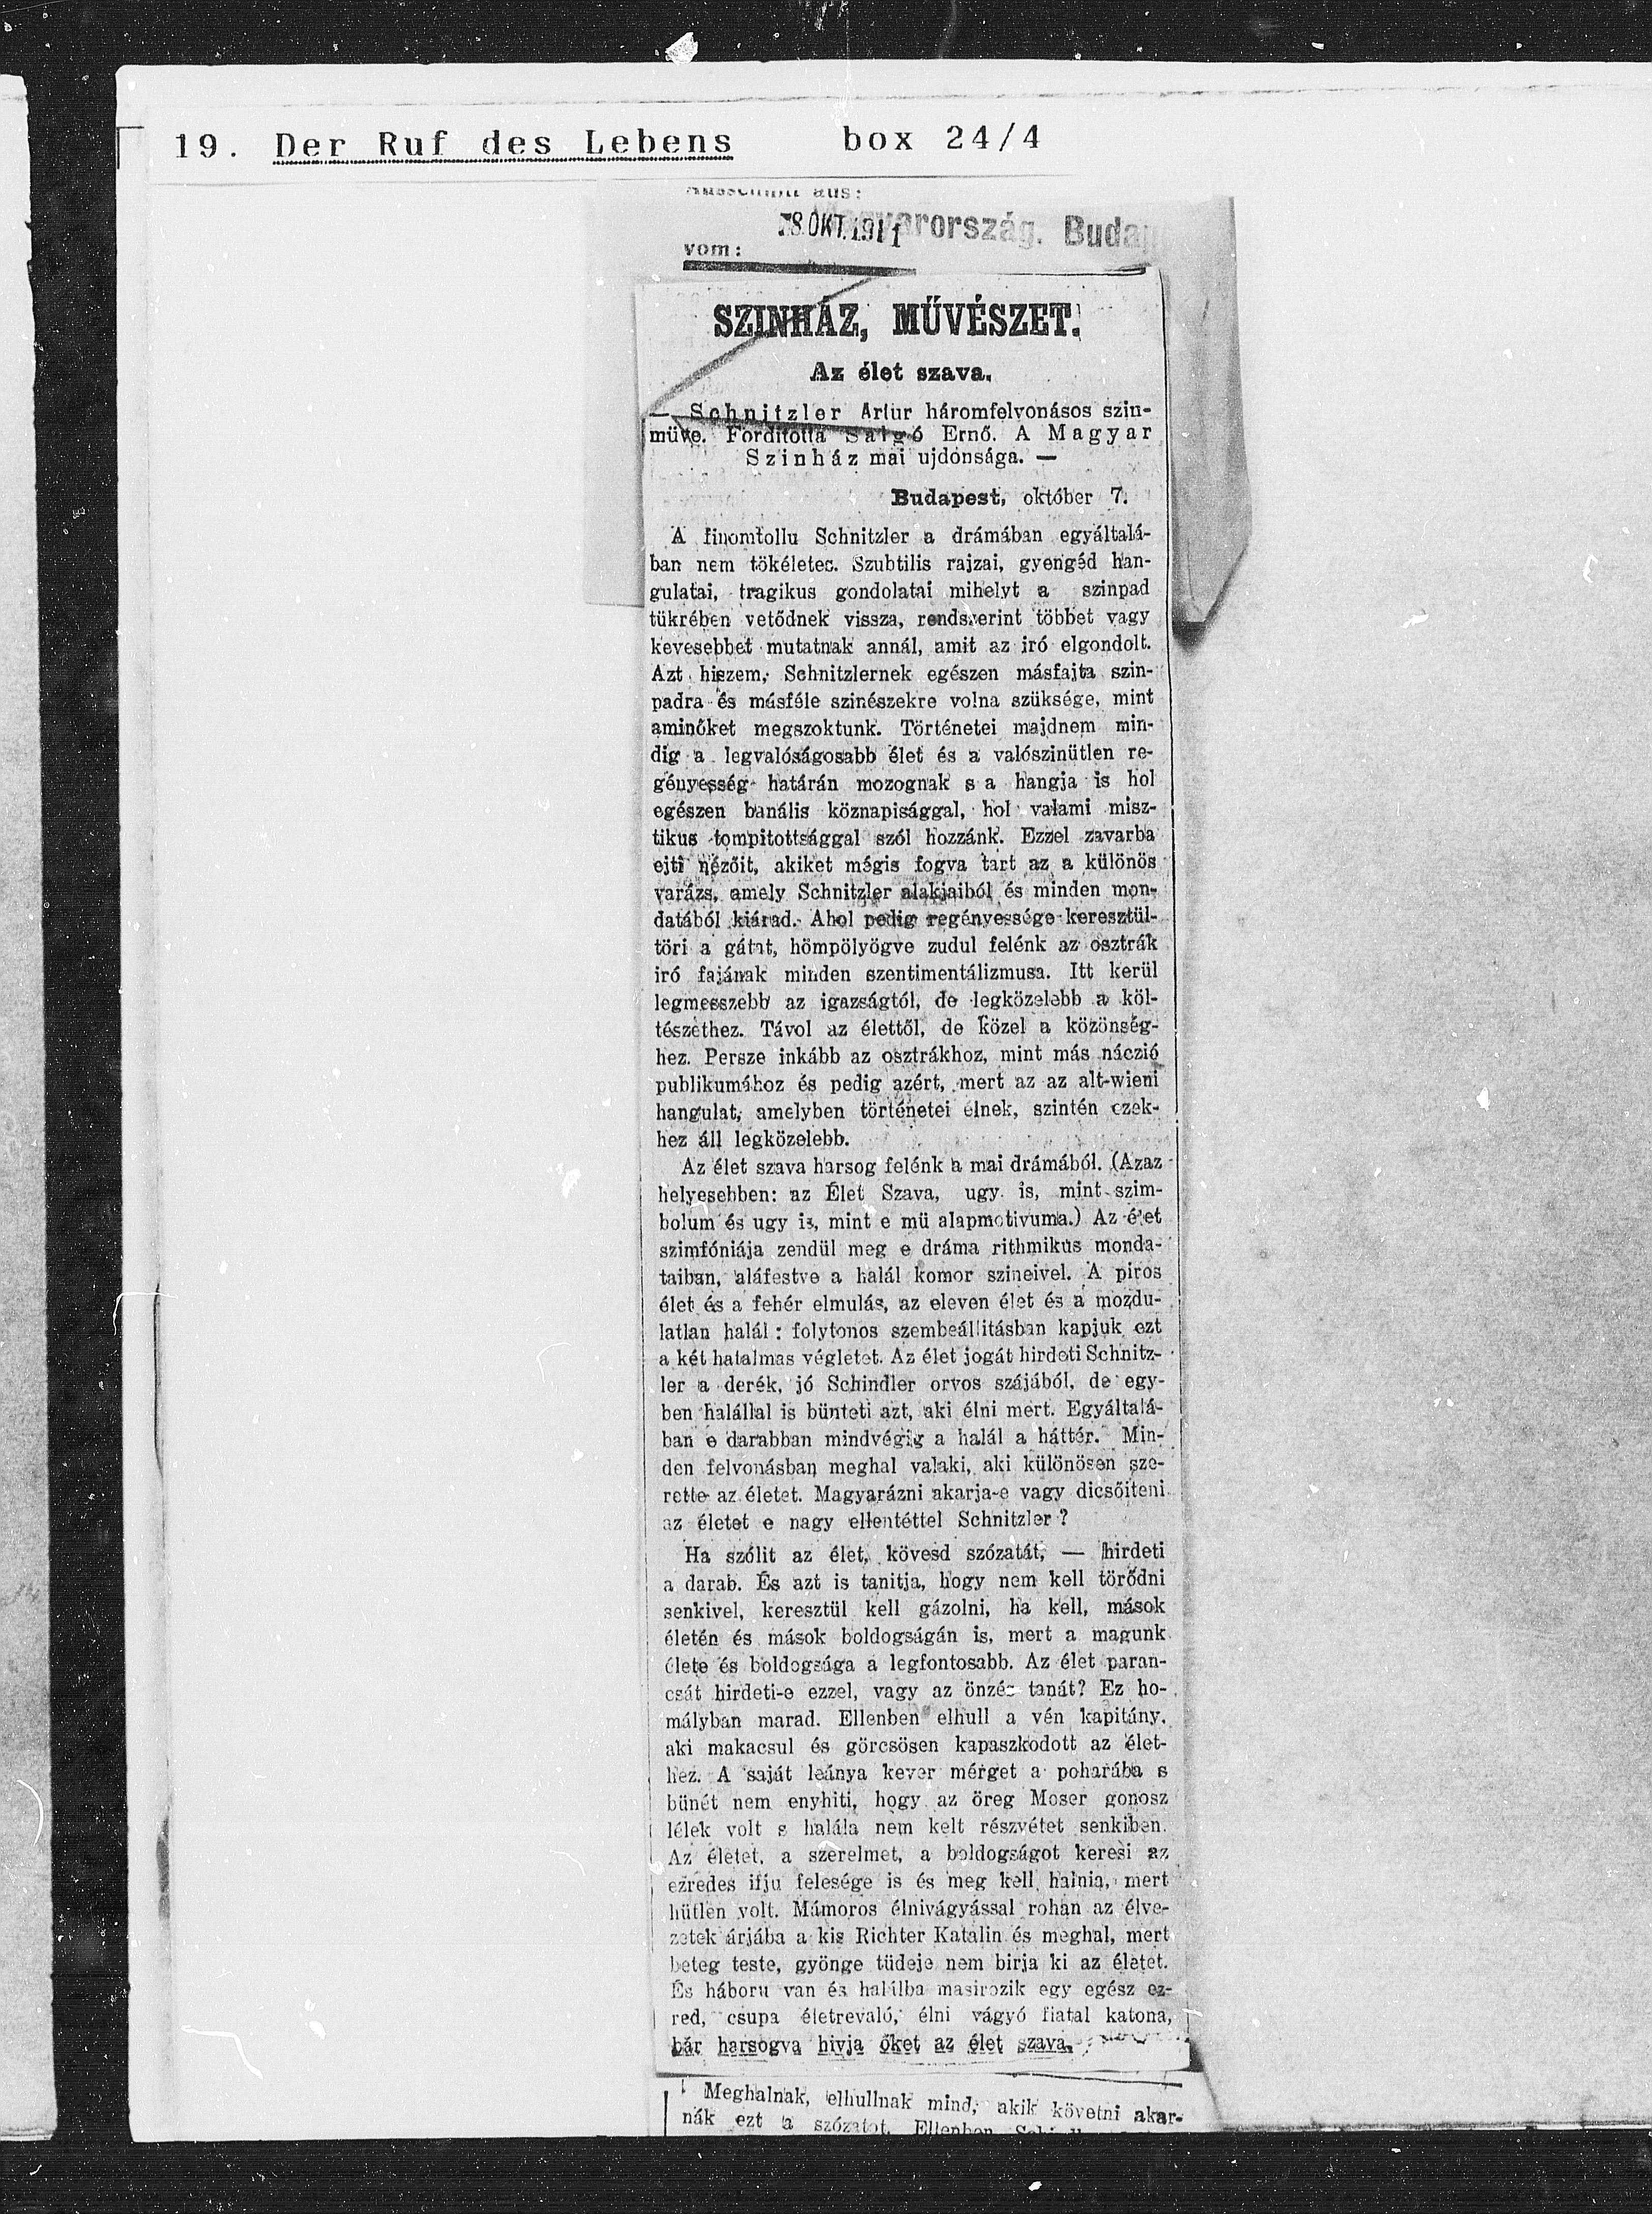 19. Der Ruf des Lebens box 24/4
Ausschnitt aus:
8. OKT. 1911 Magyarország. Budap
vom:
SZINHÁZ, MŰVÉSZET.
Az élet szava.
— Schnitzler Artur háromfelvonásos szin-
müve. Forditotta Salgó Ernő. A Magyar
Szinház mai ujdonsága. —
Budapest, október 7.
A finomtollu Schnitzler a drámában egyáltalá-
ban nem tökéletes. Szubtilis rajzai, gyengéd han-
gulatai, tragikus gondolatai mihelyt a szinpad
tükrében vetődnek vissza, rendszerint többet vagy
kevesebbet mutatnak annál, amit az iró elgondolt.
Azt hiszem, Schnitzlernek egészen másfajta szin-
padra és másféle szinészekre volna szüksége, mint
aminőket megszoktunk. Történetei majdnem min-
dig a legvalóságosabb élet és a valószinütlen re-
gényesség határán mozognak s a hangja is hol
egészen banális köznapisággal, hol valami misz-
tikus tompitottsággal szól hozzánk. Ezzel zavarba
ejti nézőit, akiket mégis fogva tart az a különös
varázs, amely Schnitzler alakjaiból és minden mon-
datából kiárad. Ahol pedig regényessége keresztül-
töri a gátat, hömpölyögve zudul felénk az osztrák
iró fajának minden szentimentálizmusa. Itt kerül
legmesszebb az igazságtól, de legközelebb a köl-
tészethez. Távol az élettől, de közel a közönség-
hez. Persze inkább az osztrákhoz, mint más náczió
publikumához és pedig azért, mert az az alt-wieni
hangulat, amelyben történetei élnek, szintén ezek-
hez áll legközelebb.
Az élet szava harsog felénk a mai drámából. (Azaz
helyesebben: az Élet Szava, ugy is, mint szim-
bolum és ugy is, mint e mü alapmotivuma.) Az élet
szimfóniája zendül meg e dráma rithmikus monda-
taiban, aláfestve a halál komor szineivel. A piros
élet és a fehér elmulás, az eleven élet és a mozdu-
latlan halál: folytonos szembeállitásban kapjuk ezt
a két hatalmas végletet. Az élet jogát hirdeti Schnitz-
ler a derék, jó Schindler orvos szájából, de egy-
ben halállal is bünteti azt, aki élni mert. Egyáltalá-
ban e darabban mindvégig a halál a háttér. Min-
den felvonásban meghal valaki, aki különösen sze-
rette az életet. Magyarázni akarja-e vagy dicsőiteni
az életet e nagy ellentéttel Schnitzler?
Ha szólit az élet, kövesd szózatát, — hirdeti
a darab. És azt is tanitja, hogy nem kell törődni
senkivel, keresztül kell gázolni, ha kell, mások
életén és mások boldogságán is, mert a magunk
élete és boldogsága a legfontosabb. Az élet paran-
csát hirdeti-e ezzel, vagy az önzés tanát? Ez ho-
mályban marad. Ellenben elhull a vén kapitány,
aki makacsul és görcsösen kapaszkodott az élet-
hez. A saját leánya kever mérget a poharába s
bünét nem enyhiti, hogy az öreg Moser gonosz
lélek volt s halála nem kelt részvétet senkiben.
Az életet, a szerelmet, a boldogságot keresi az
ezredes ifju felesége is és meg kell halnia, mert
hütlen volt. Mámoros élnivágyással rohan az élve-
zetek árjába a kis Richter Katalin és meghal, mert
beteg teste, gyönge tüdeje nem birja ki az életet.
És háboru van és halálba masirozik egy egész ez-
red, csupa életrevaló, élni vágyó fiatal katona,
bár harsogva hivja őket az élet szava.
Meghalnak, elhullnak mind, akik követni akar-
nák ezt a szózatot. Ellenben